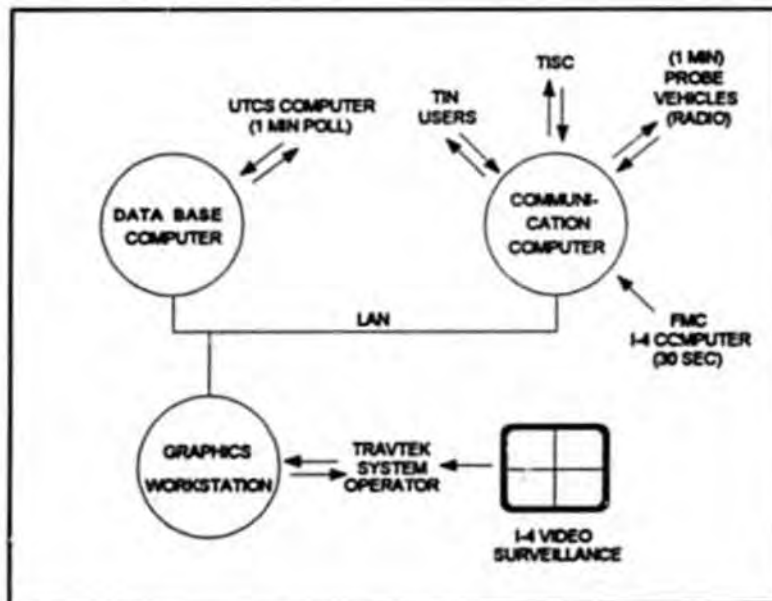 UTCS COMPUTER
(1 MIN POLL)
TIN
USERS
TISC
(1 MIN)
PROBE
VEHICLES
(RADIO)
DATA BASE
COMPUTER
COMMUNI-
CATION
COMPUTER
LAN
FMC
I-4 COMPUTER
(30 SEC)
GRAPHICS
WORKSTATION
TRAVTEK
SYSTEM
OPERATOR
I-4 VIDEO
SURVEILLANCE